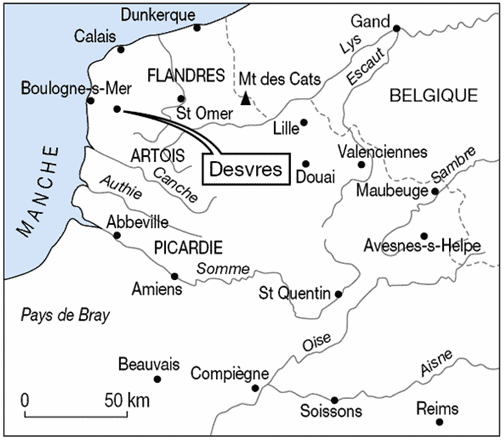 Dunkerque
Gand
Calais
Lys
FLANDRES
Mt des Cats
Escaut
Boulogne-s-Mer
BELGIQUE
St Omer
Lille
ARTOIS
Desvres
Valenciennes
Sambre
MANCHE
Canche
Douai
Maubeuge
Authie
Abbeville
PICARDIE
Avesnes-s-Helpe
Somme
Amiens
St Quentin
Pays de Bray
Oise
Beauvais
Compiègne
Aisne
0
50 km
Soissons
Reims